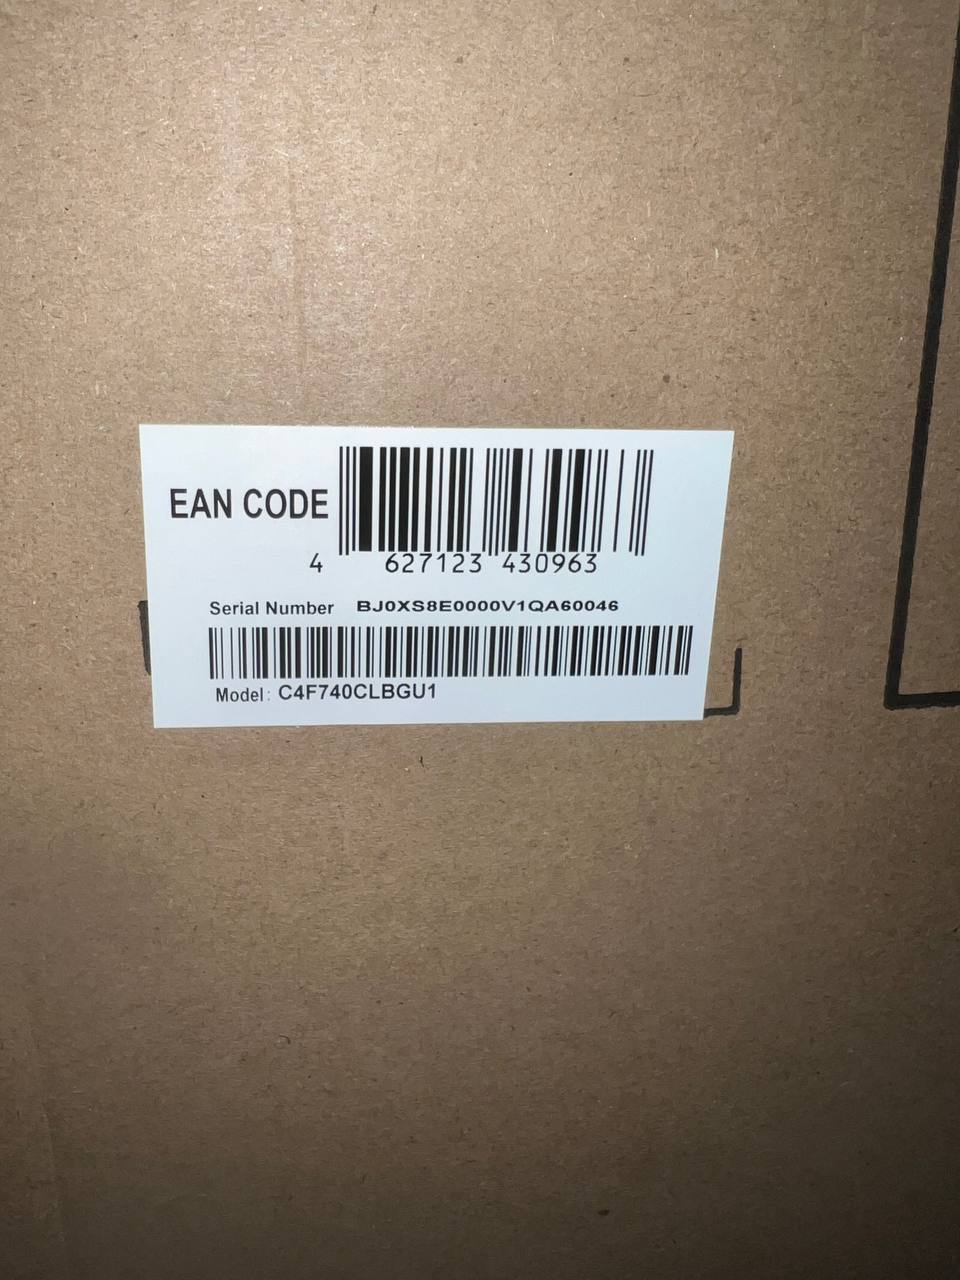 EAN CODE
4 627123 430963
Serial Number BJ0XS8E0000V1QA60046
Model: C4F740CLBGU1